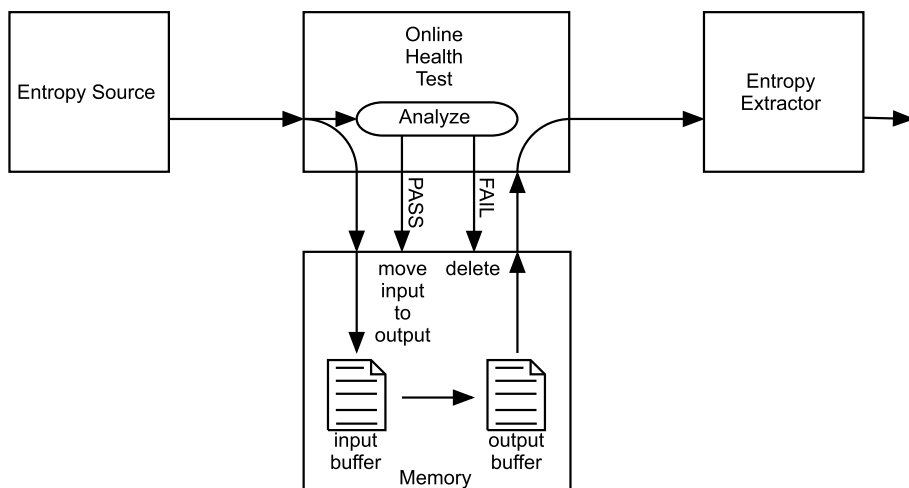 Entropy Source
Online
Health
Test
Analyze
Entropy
Extractor
PASS
FAIL
move
input
to
output
delete
input
buffer
output
buffer
Memory